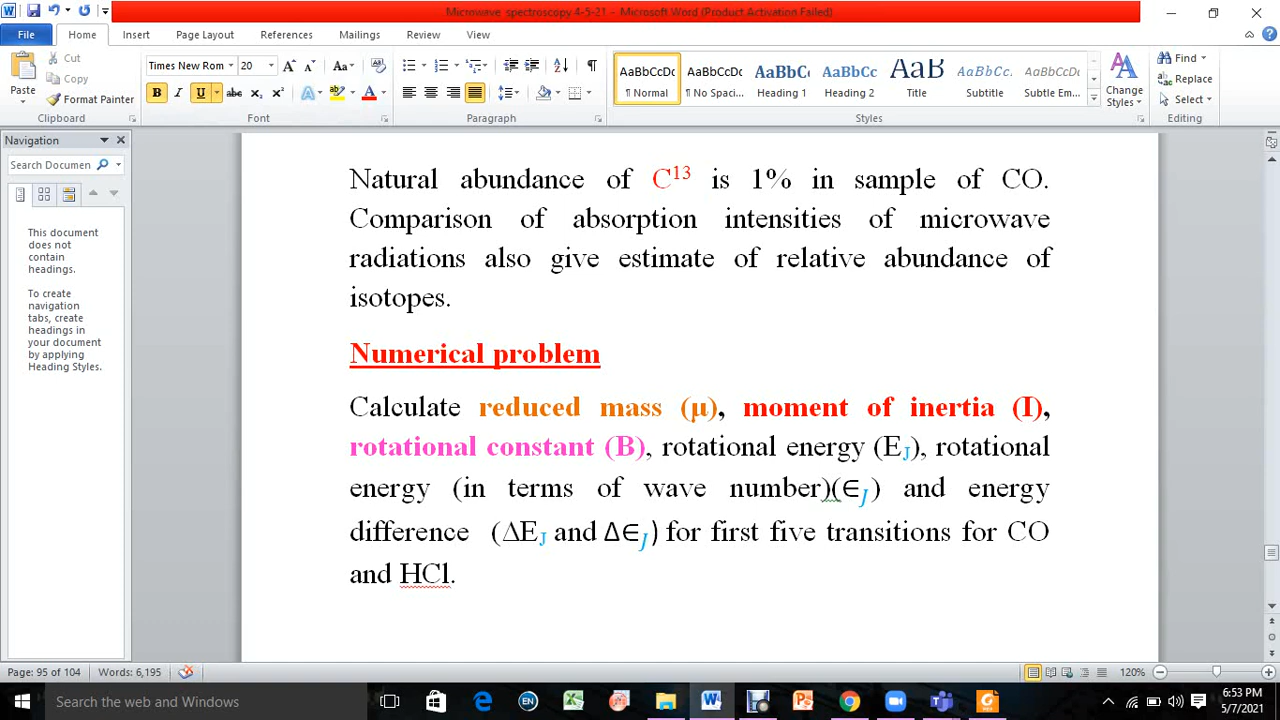 Microwave spectroscopy 4-5-21 - Microsoft Word (Product Activation Failed)
File Home Insert Page Layout References Mailings Review View
Paste
Cut
Copy
Format Painter
Clipboard
Times New Rom 20
Font
Paragraph
AaBbCcDc AaBbCcDc AaBbC AaBbCc AaB AaBbCcL AaBbCcDc
¶ Normal ¶ No Spaci... Heading 1 Heading 2 Title Subtitle Subtle Em...
Styles
Change
Styles
Find
Replace
Select
Editing
Navigation
Search Documen
This document
does not
contain
headings.
To create
navigation
tabs, create
headings in
your document
by applying
Heading Styles.
Natural abundance of C¹³ is 1% in sample of CO.
Comparison of absorption intensities of microwave
radiations also give estimate of relative abundance of
isotopes.
Numerical problem
Calculate reduced mass (μ), moment of inertia (I),
rotational constant (B), rotational energy (EJ), rotational
energy (in terms of wave number)(∈J) and energy
difference (ΔEJ and Δ∈J) for first five transitions for CO
and HCl.
Page: 95 of 104 Words: 6,195
120%
Search the web and Windows
6:53 PM
5/7/2021